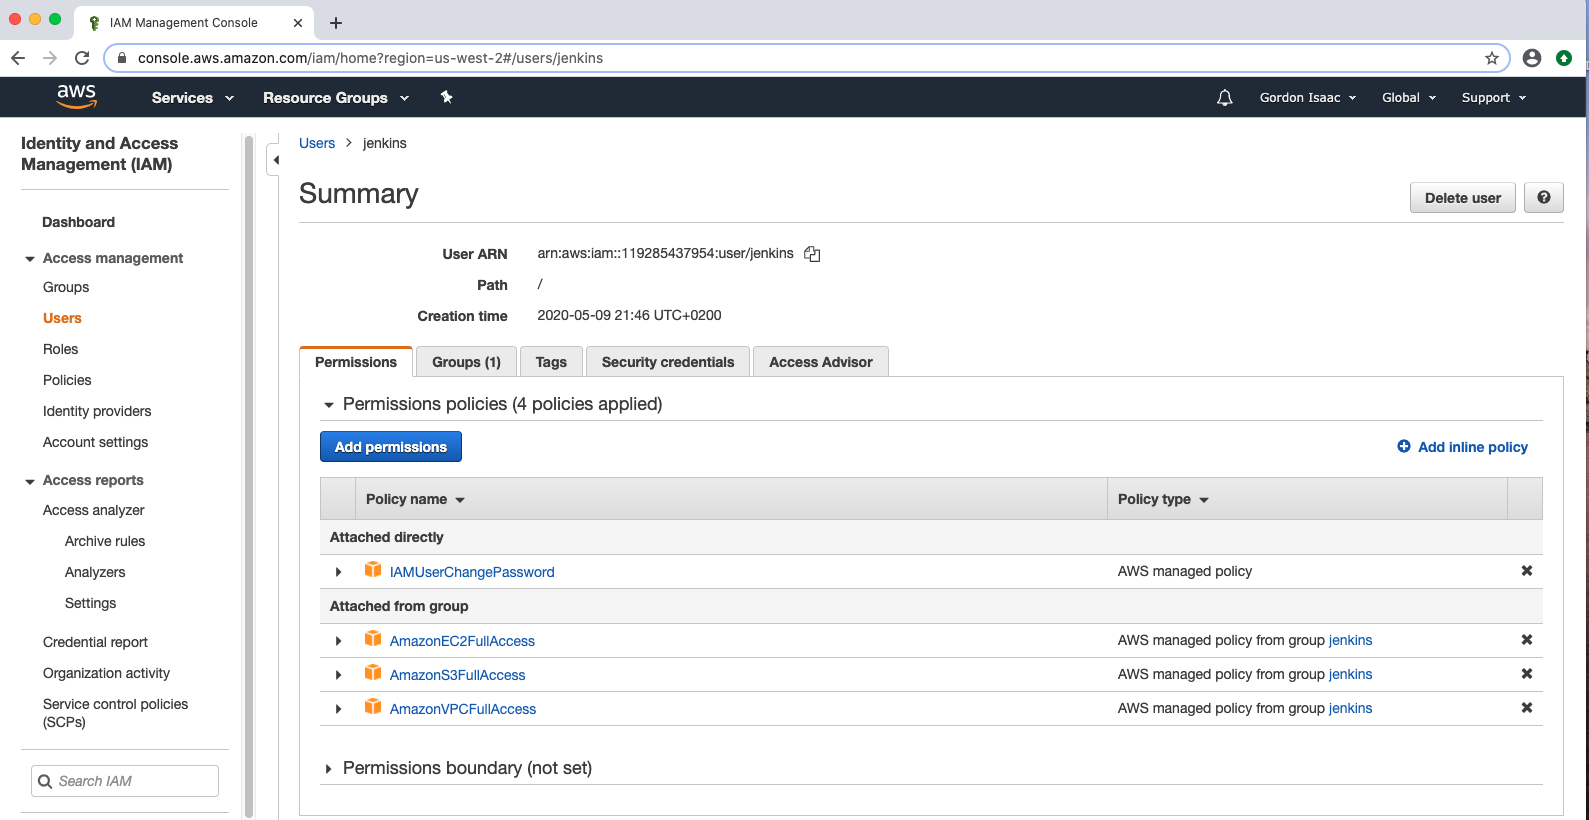 IAM Management Console
console.aws.amazon.com/iam/home?region=us-west-2#/users/jenkins
aws
Services
Resource Groups
Gordon Isaac
Global
Support
Identity and Access
Management (IAM)
Dashboard
Access management
Groups
Users
Roles
Policies
Identity providers
Account settings
Access reports
Access analyzer
Archive rules
Analyzers
Settings
Credential report
Organization activity
Service control policies
(SCPs)
Search IAM
Users > jenkins
Summary
Delete user
?
User ARN arn:aws:iam::119285437954:user/jenkins
Path /
Creation time 2020-05-09 21:46 UTC+0200
Permissions
Groups (1)
Tags
Security credentials
Access Advisor
Permissions policies (4 policies applied)
Add permissions
Add inline policy
Policy name
Policy type
Attached directly
IAMUserChangePassword AWS managed policy
Attached from group
AmazonEC2FullAccess AWS managed policy from group jenkins
AmazonS3FullAccess AWS managed policy from group jenkins
AmazonVPCFullAccess AWS managed policy from group jenkins
Permissions boundary (not set)